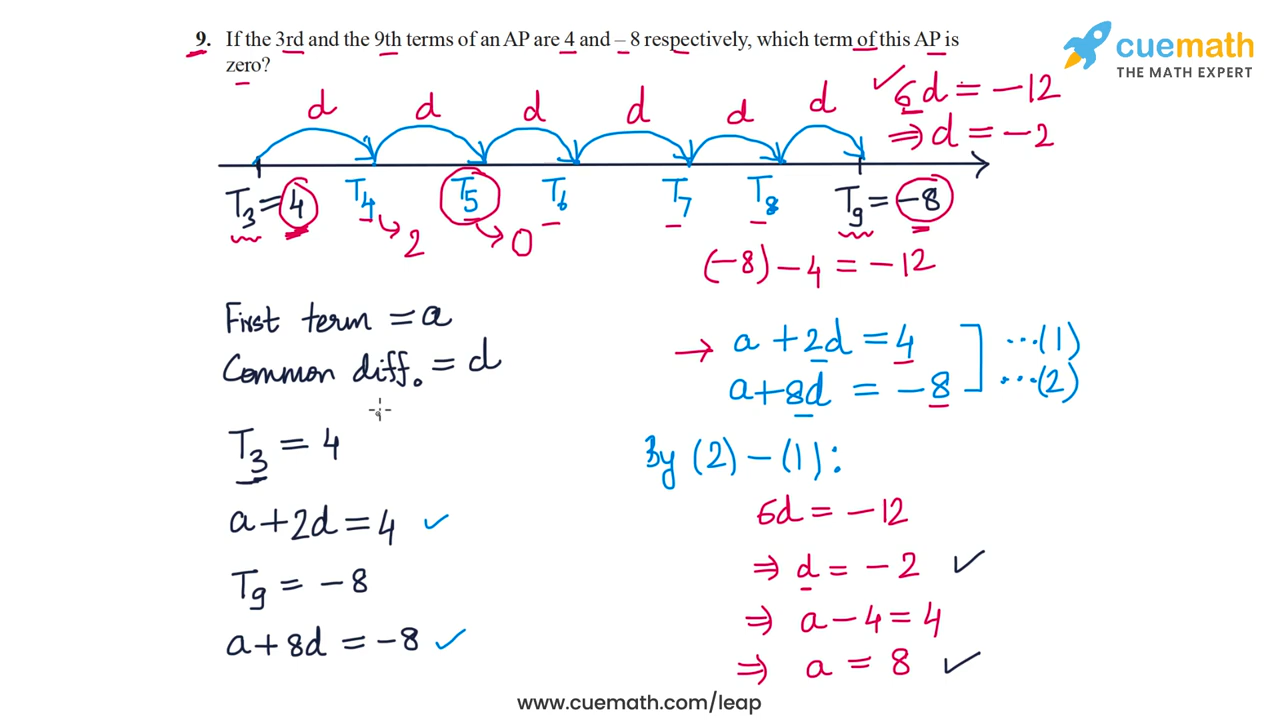 9. If the 3rd and the 9th terms of an AP are 4 and – 8 respectively, which term of this AP is
zero?
cuemath
THE MATH EXPERT
d d d d d d
6d = -12
⇒ d = -2
T3 = 4 T4 T5 T6 T7 T8 T9 = -8
2 0
(-8) - 4 = -12
First term = a
Common diff. = d
T3 = 4
a + 2d = 4 ✓
T9 = -8
a + 8d = -8 ✓
→ a + 2d = 4 ...(1)
a + 8d = -8 ...(2)
By (2) - (1):
6d = -12
⇒ d = -2 ✓
⇒ a - 4 = 4
⇒ a = 8 ✓
www.cuemath.com/leap